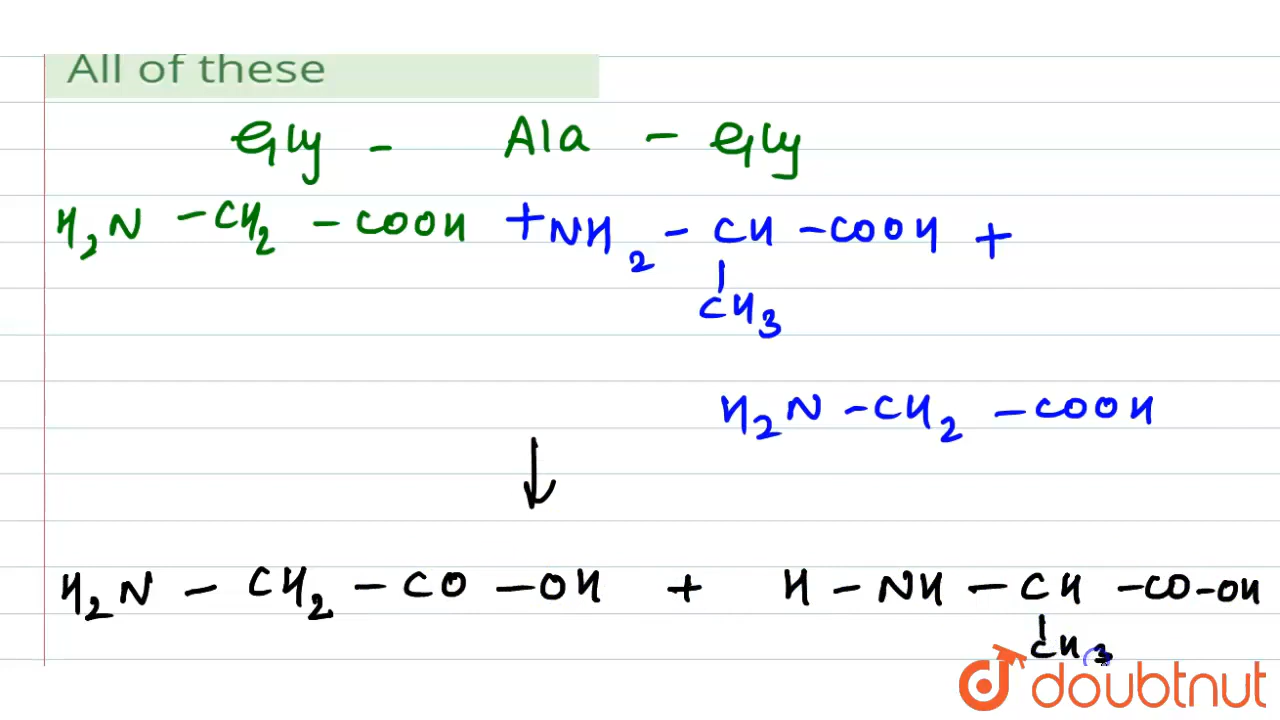 All of these
Gly - Ala - Gly
H₂N - CH₂ - COOH + NH₂ - CH - COOH +
CH₃
H₂N - CH₂ - COOH
↓
H₂N - CH₂ - CO - OH + H - NH - CH - CO - OH
CH₃
doubtnut